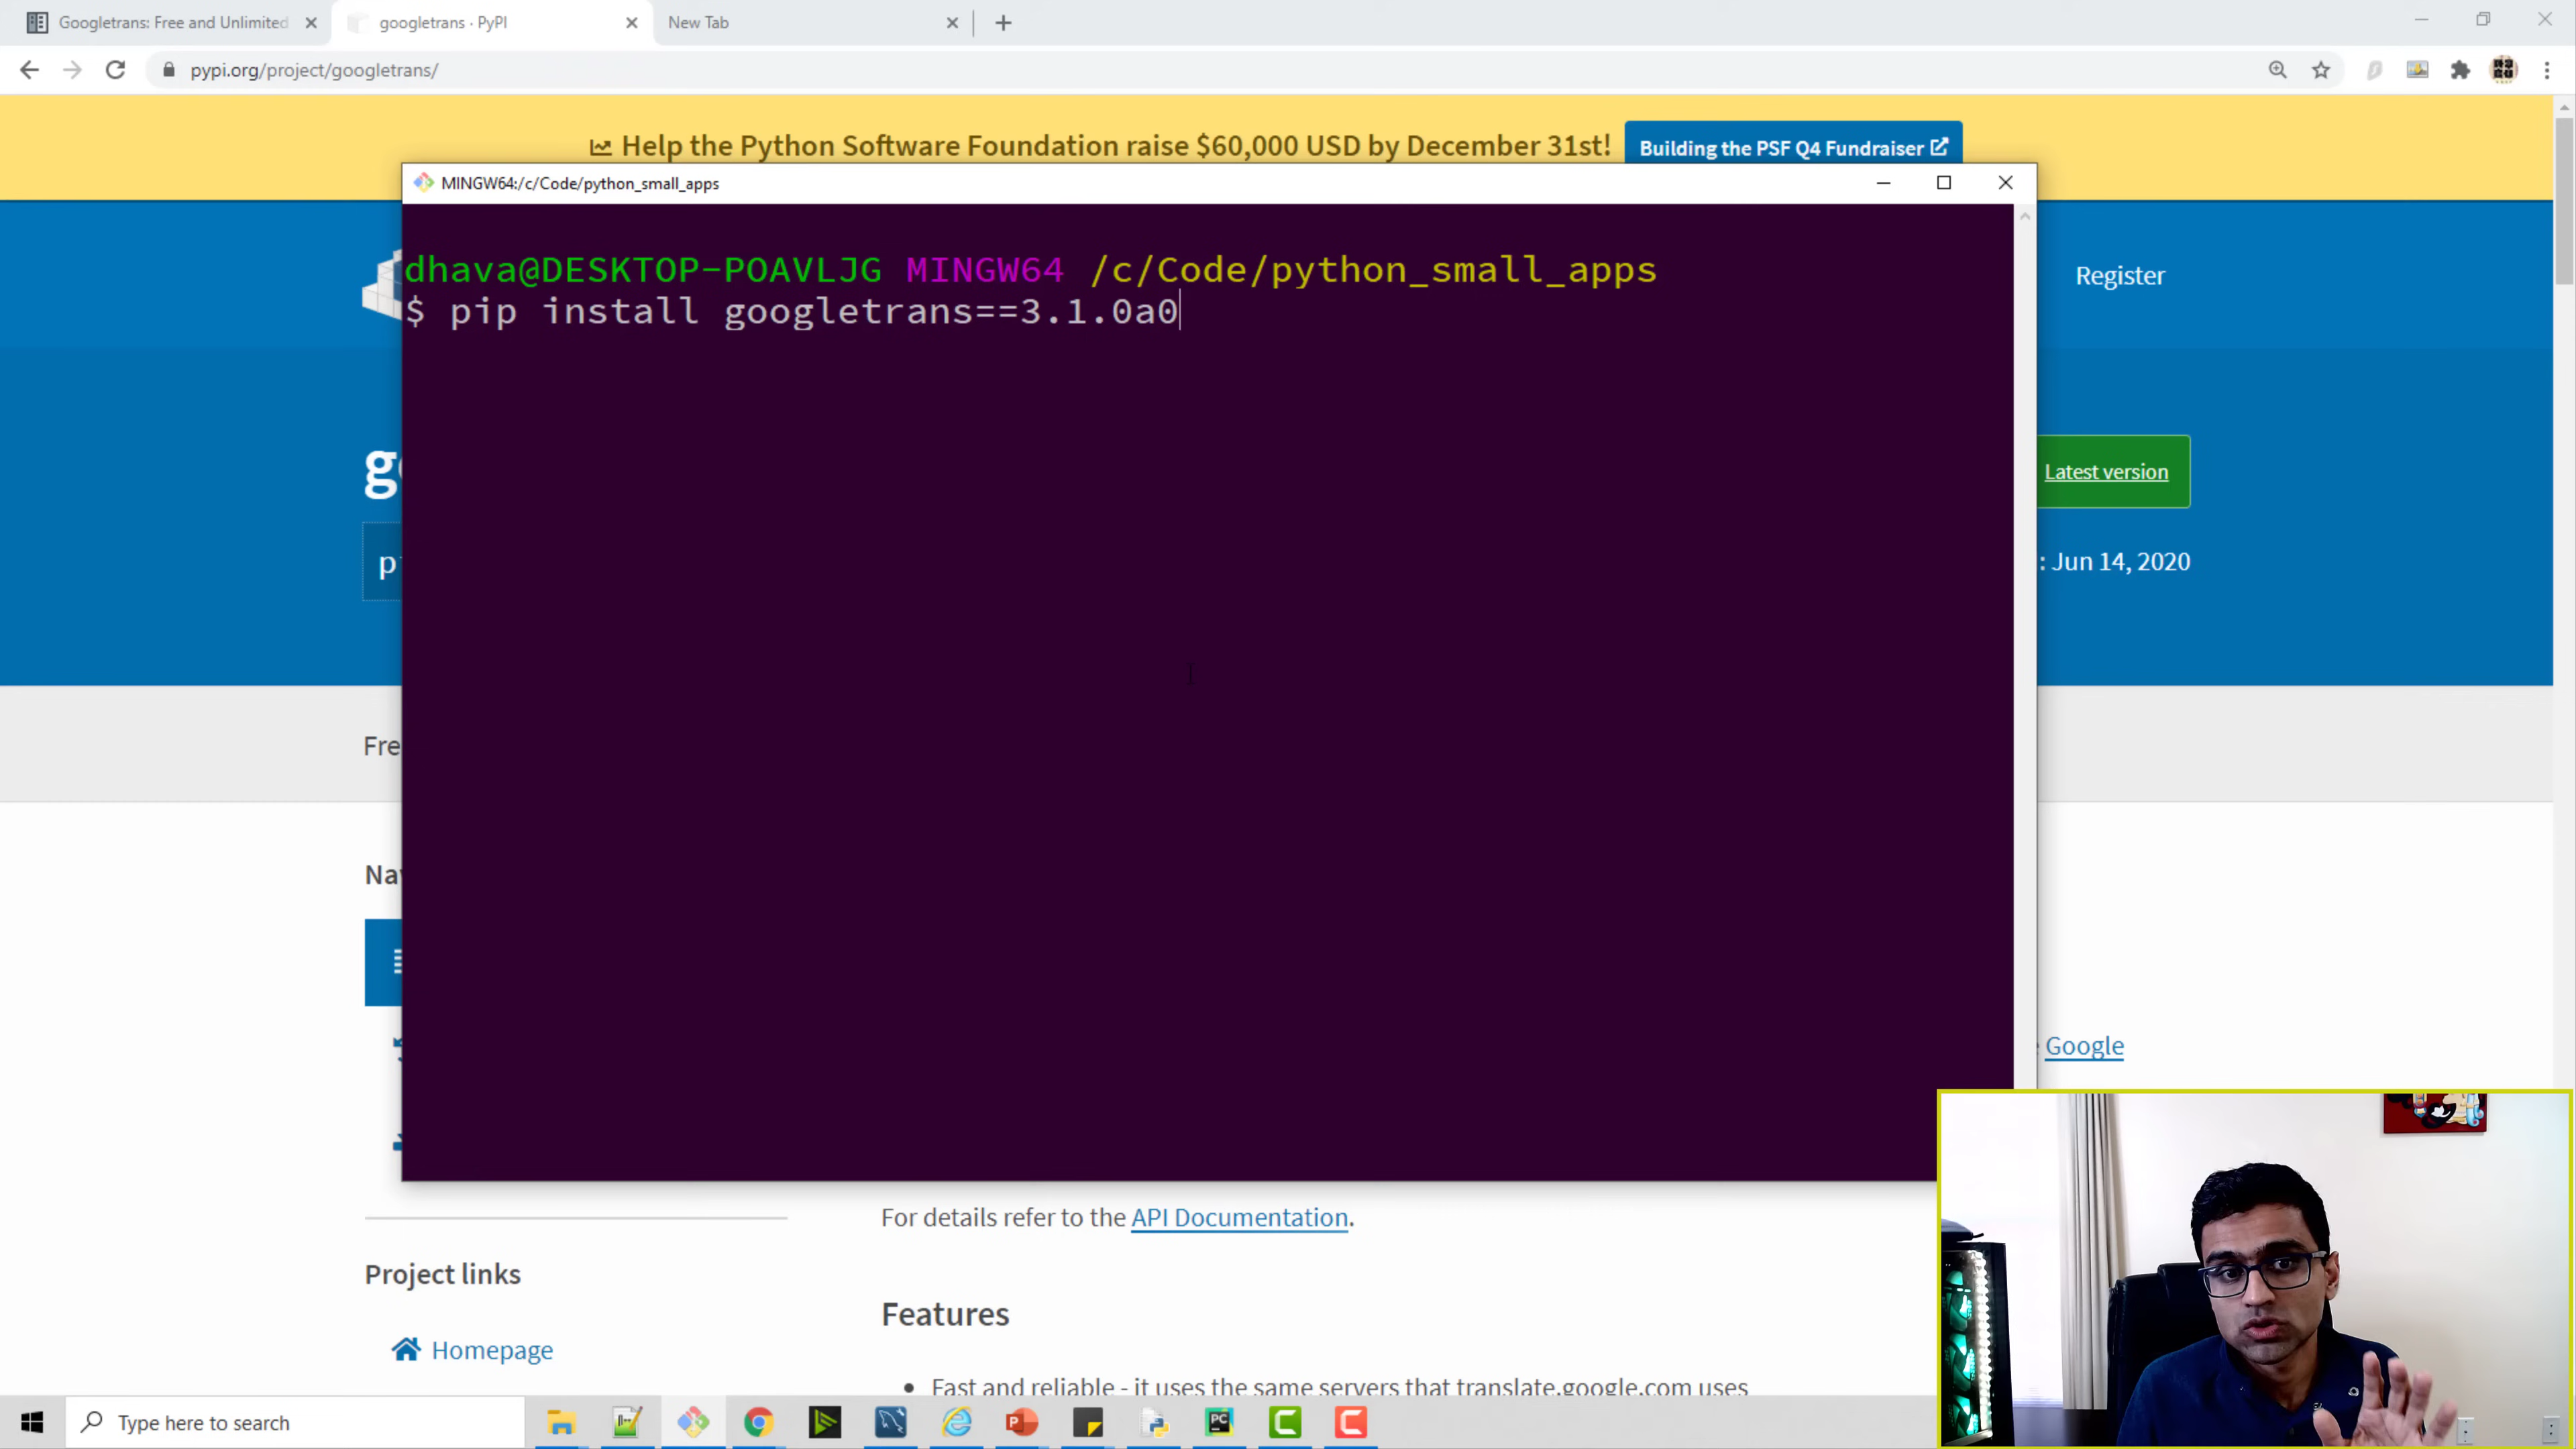 Googletrans: Free and Unlimited
googletrans · PyPI
New Tab
pypi.org/project/googletrans/
Help the Python Software Foundation raise $60,000 USD by December 31st!
Building the PSF Q4 Fundraiser
MINGW64:/c/Code/python_small_apps
Register
dhava@DESKTOP-POAVLJG MINGW64 /c/Code/python_small_apps
$ pip install googletrans==3.1.0a0
Latest version
: Jun 14, 2020
Google
For details refer to the API Documentation.
Project links
Features
Homepage
Fast and reliable - it uses the same servers that translate.google.com uses
Type here to search